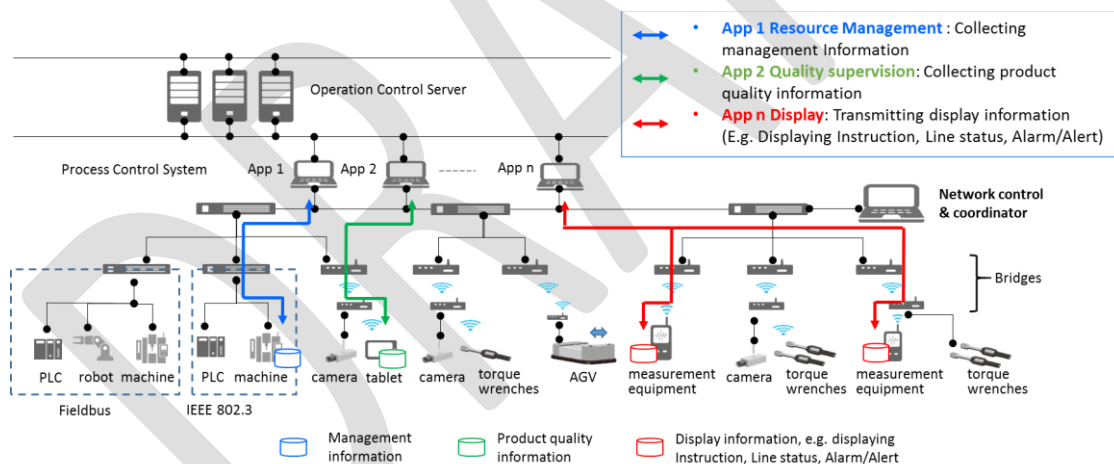 • App 1 Resource Management : Collecting
management Information
• App 2 Quality supervision: Collecting product
quality information
• App n Display: Transmitting display information
(E.g. Displaying Instruction, Line status, Alarm/Alert)
Operation Control Server
Process Control System
App 1
App 2
App n
Network control
& coordinator
Bridges
PLC
robot
machine
PLC
machine
camera
tablet
camera
torque
wrenches
AGV
measurement
equipment
camera
torque
wrenches
measurement
equipment
torque
wrenches
Fieldbus
IEEE 802.3
Management
information
Product quality
information
Display information, e.g. displaying
Instruction, Line status, Alarm/Alert